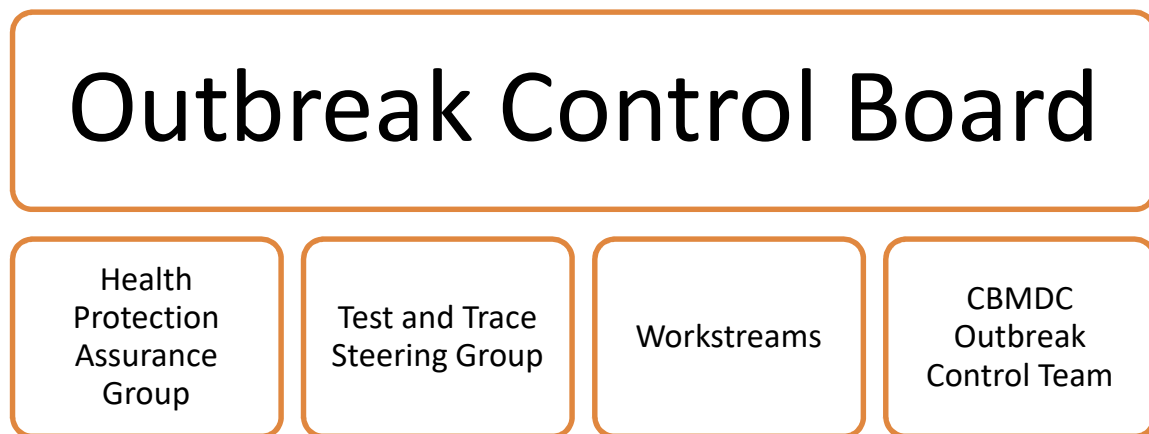 Outbreak Control Board
Health
Protection
Assurance
Group
Test and Trace
Steering Group
Workstreams
CBMDC
Outbreak
Control Team